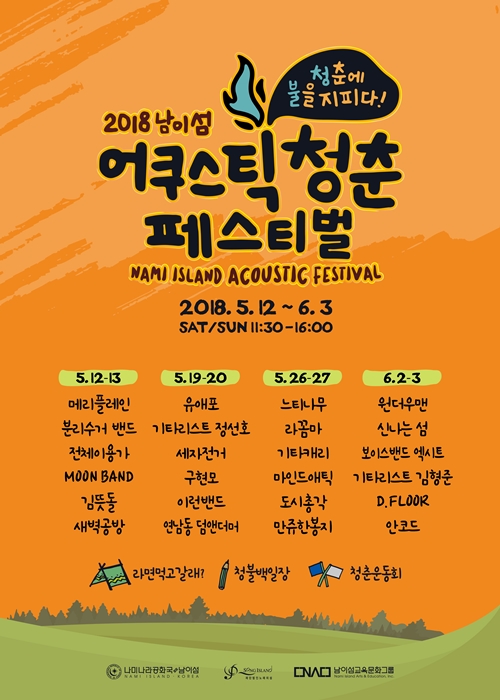 청춘에
불을 지피다!
2018 남이섬
어쿠스틱 청춘
페스티벌
NAMI ISLAND ACOUSTIC FESTIVAL
2018. 5. 12 ~ 6. 3
SAT/SUN 11:30-16:00
5.12-13
메리플레인
분리수거 밴드
전체이용가
MOON BAND
김뜻돌
새벽공방
5.19-20
유애포
기타리스트 정선호
세자전거
구현모
이런밴드
연남동 덤앤더머
5.26-27
느티나무
라꼼마
기타캐리
마인드애틱
도시총각
만쥬한봉지
6.2-3
원더우맨
신나는 섬
보이스밴드 엑시트
기타리스트 김형준
D.FLOOR
안코드
라면먹고갈래?
청불백일장
청춘운동회
나미나라공화국 남이섬
NAMI ISLAND · KOREA
SONG ISLAND
CNAO 남이섬교육문화그룹
Nami Island Arts & Education, Inc.